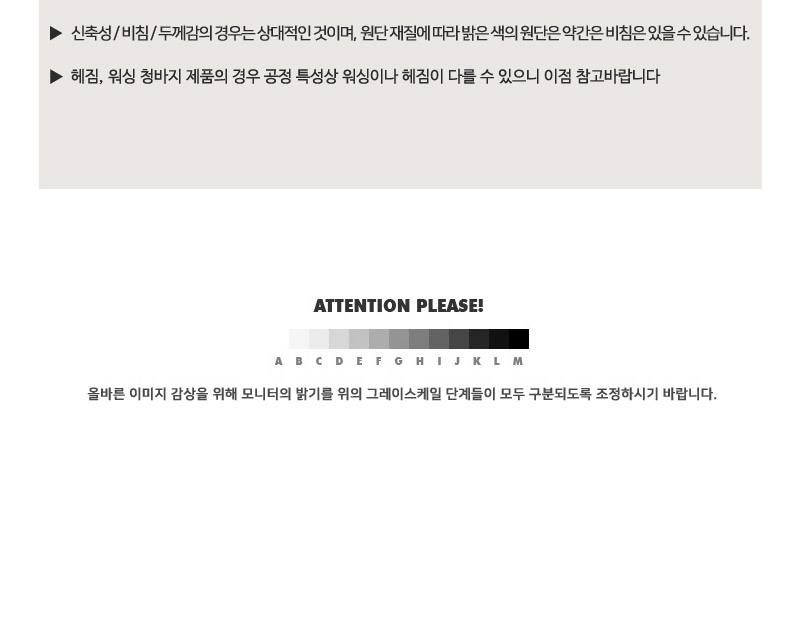 ▶ 신축성 / 비침 / 두께감의 경우는 상대적인 것이며, 원단 재질에 따라 밝은 색의 원단은 약간은 비침은 있을 수 있습니다.
▶ 헤짐, 워싱 청바지 제품의 경우 공정 특성상 워싱이나 헤짐이 다를 수 있으니 이점 참고바랍니다
ATTENTION PLEASE!
A B C D E F G H I J K L M
올바른 이미지 감상을 위해 모니터의 밝기를 위의 그레이스케일 단계들이 모두 구분되도록 조정하시기 바랍니다.